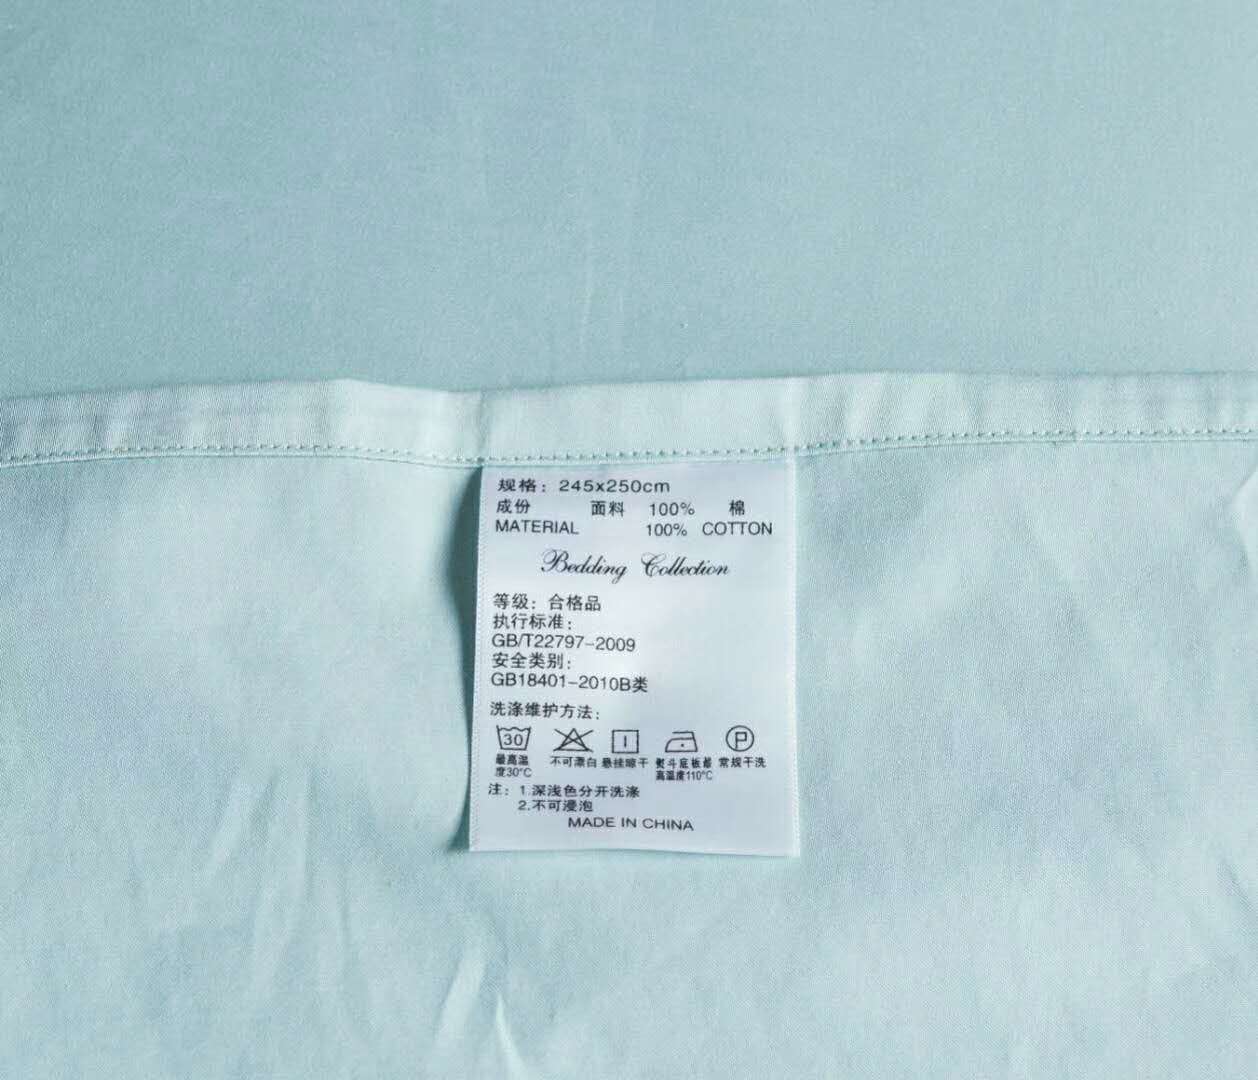 规格：245x250cm
成份 面料 100% 棉
MATERIAL 100% COTTON
Bedding Collection
等级：合格品
执行标准：
GB/T22797-2009
安全类别：
GB18401-2010B类
洗涤维护方法：
30 P
最高温 不可漂白 悬挂晾干 熨斗底板最 常规干洗
度30°C 高温度110°C
注：1.深浅色分开洗涤
2.不可浸泡
MADE IN CHINA